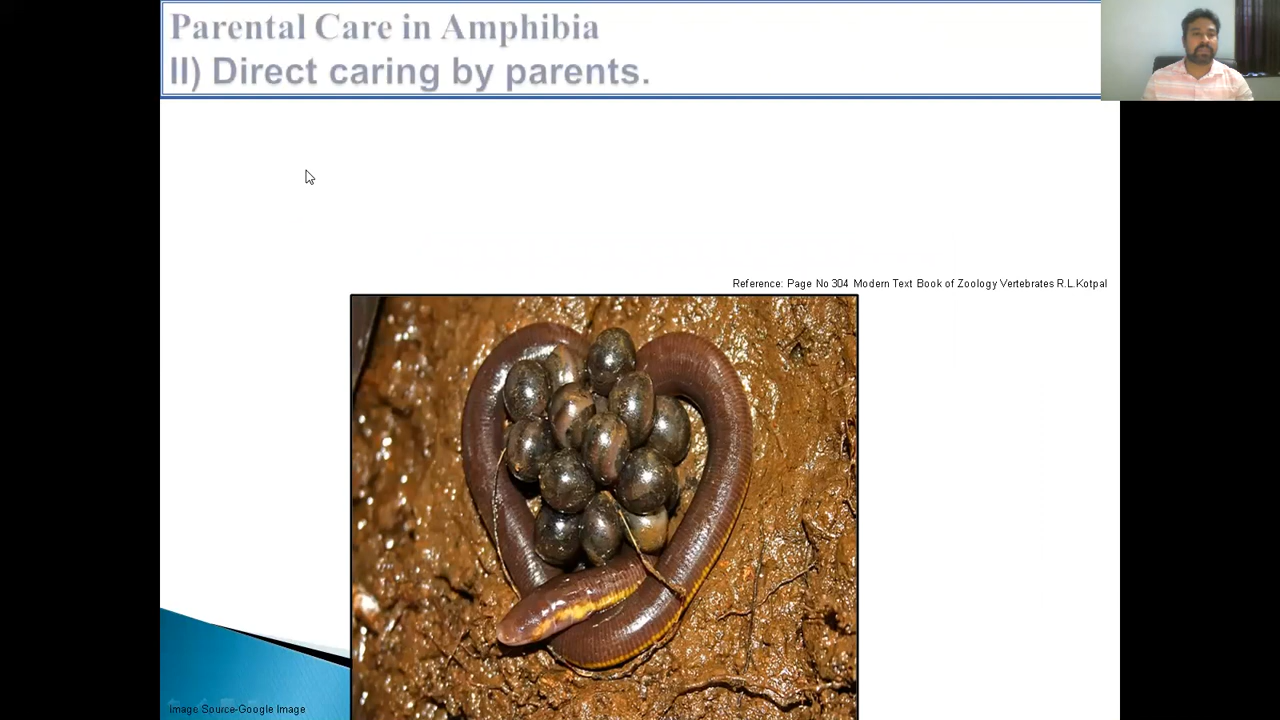 Parental Care in Amphibia
II) Direct caring by parents.
Reference: Page No 304 Modern Text Book of Zoology Vertebrates R.L.Kotpal
Image Source-Google Image